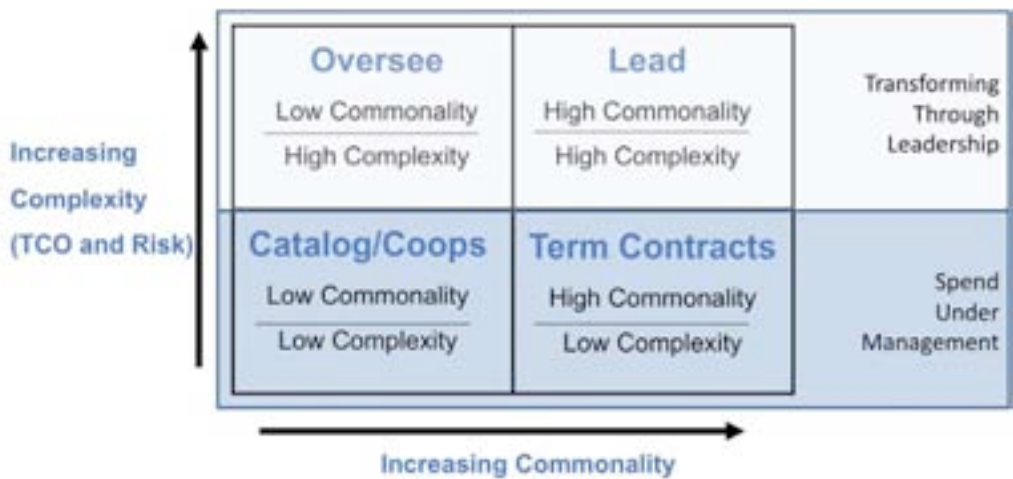 Oversee
Low Commonality
High Complexity
Lead
High Commonality
High Complexity
Transforming
Through
Leadership
Increasing
Complexity
(TCO and Risk)
Catalog/Coops
Low Commonality
Low Complexity
Term Contracts
High Commonality
Low Complexity
Spend
Under
Management
Increasing Commonality